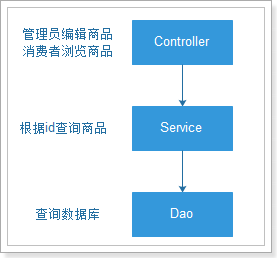 管理员编辑商品
消费者浏览商品
Controller
根据id查询商品
Service
查询数据库
Dao